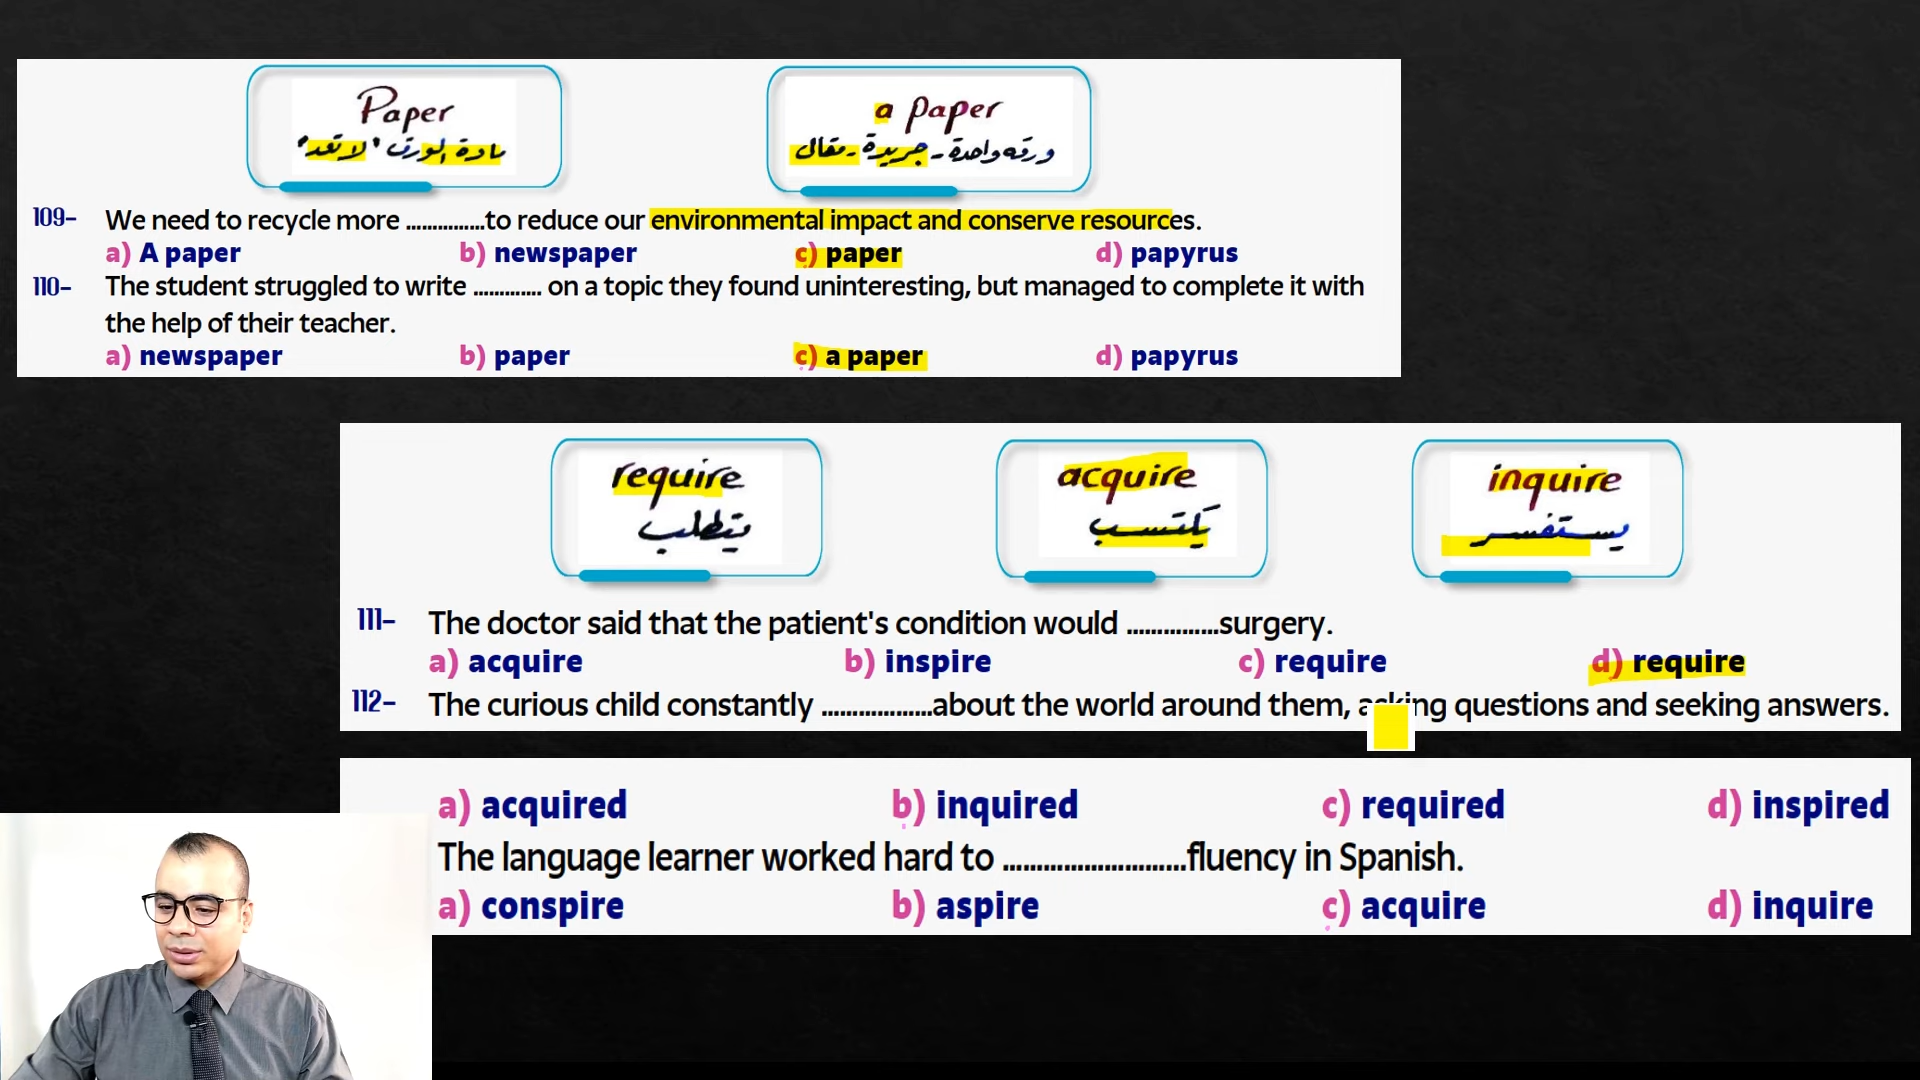 Paper
مادة الورق "لا تعد"
a paper
ورقه واحدة - جريدة - مقال
109- We need to recycle more ...............to reduce our environmental impact and conserve resources.
a) A paper b) newspaper c) paper d) papyrus
110- The student struggled to write ............. on a topic they found uninteresting, but managed to complete it with
the help of their teacher.
a) newspaper b) paper c) a paper d) papyrus
require
يتطلب
acquire
يكتسب
inquire
يستفسر
111- The doctor said that the patient's condition would ...............surgery.
a) acquire b) inspire c) require d) require
112- The curious child constantly ..................about the world around them, asking questions and seeking answers.
a) acquired b) inquired c) required d) inspired
The language learner worked hard to ..........................fluency in Spanish.
a) conspire b) aspire c) acquire d) inquire